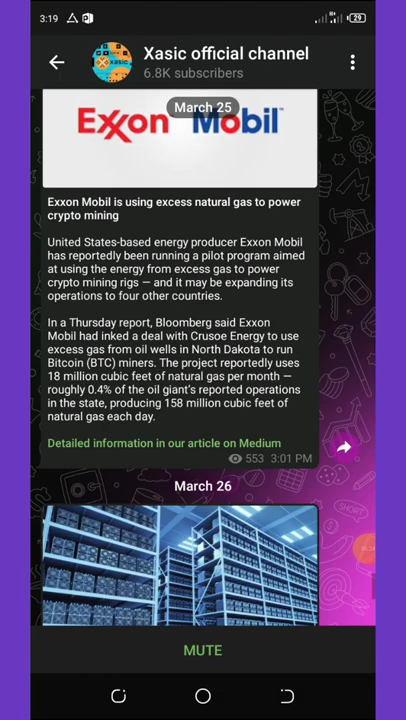 3:19
29
Xasic official channel
6.8K subscribers
March 25
Exxon Mobil
Exxon Mobil is using excess natural gas to power
crypto mining
United States-based energy producer Exxon Mobil
has reportedly been running a pilot program aimed
at using the energy from excess gas to power
crypto mining rigs — and it may be expanding its
operations to four other countries.
In a Thursday report, Bloomberg said Exxon
Mobil had inked a deal with Crusoe Energy to use
excess gas from oil wells in North Dakota to run
Bitcoin (BTC) miners. The project reportedly uses
18 million cubic feet of natural gas per month —
roughly 0.4% of the oil giant's reported operations
in the state, producing 158 million cubic feet of
natural gas each day.
Detailed information in our article on Medium
553 3:01 PM
March 26
MUTE